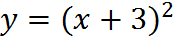 y = (x + 3)²